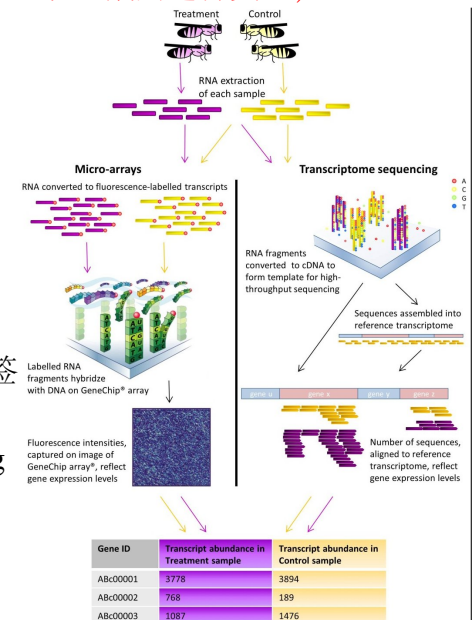 Treatment Control
RNA extraction
of each sample
Micro-arrays
RNA converted to fluorescence-labelled transcripts
Labelled RNA
fragments hybridize
with DNA on GeneChip® array
Fluorescence intensities,
captured on image of
GeneChip array®, reflect
gene expression levels
Transcriptome sequencing
A
C
G
T
RNA fragments
converted to cDNA to
form template for high-
throughput sequencing
Sequences assembled into
reference transcriptome
gene u gene x gene y gene z
Number of sequences,
aligned to reference
transcriptome, reflect
gene expression levels
签
g
Gene ID Transcript abundance in Treatment sample Transcript abundance in Control sample
ABc00001 3778 3894
ABc00002 768 189
ABc00003 1087 1476